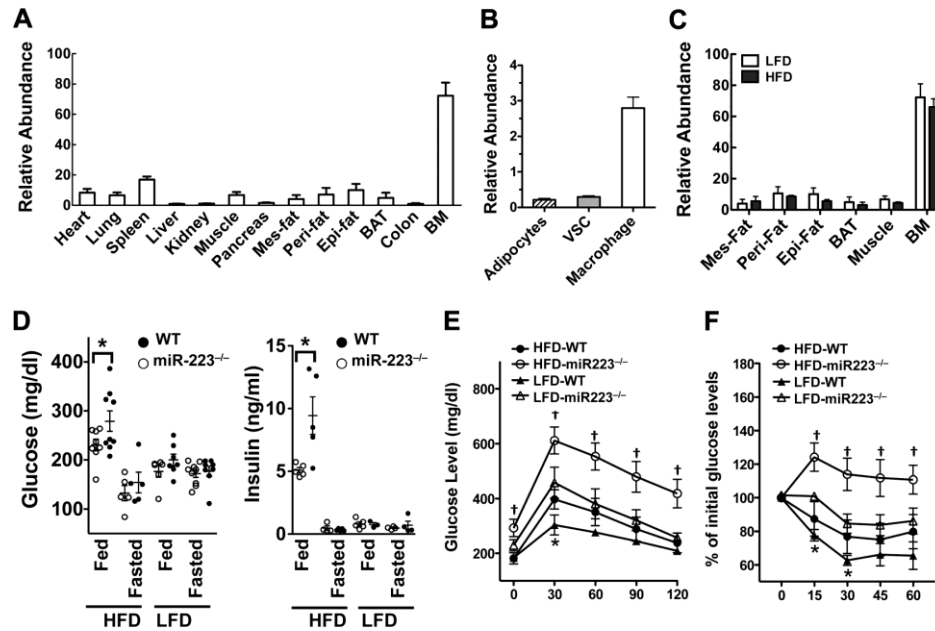 A
Relative Abundance
100
80
60
40
20
0
Heart
Lung
Spleen
Liver
Kidney
Muscle
Pancreas
Mes-fat
Peri-fat
Epi-fat
BAT
Colon
BM
B
Relative Abundance
4
3
2
1
0
Adipocytes
VSC
Macrophage
C
LFD
HFD
Relative Abundance
100
80
60
40
20
0
Mes-Fat
Peri-Fat
Epi-Fat
BAT
Muscle
BM
D
WT
miR-223–/–
*
Glucose (mg/dl)
400
300
200
100
Fed
Fasted
Fed
Fasted
HFD LFD
WT
miR-223–/–
*
Insulin (ng/ml)
15
10
5
0
Fed
Fasted
Fed
Fasted
HFD LFD
E
HFD-WT
HFD-miR223–/–
LFD-WT
LFD-miR223–/–
Glucose Level (mg/dl)
800
600
400
200
† † † † †
*
0 30 60 90 120
F
HFD-WT
HFD-miR223–/–
LFD-WT
LFD-miR223–/–
% of initial glucose levels
180
140
120
100
80
60
† † † †
* *
0 15 30 45 60